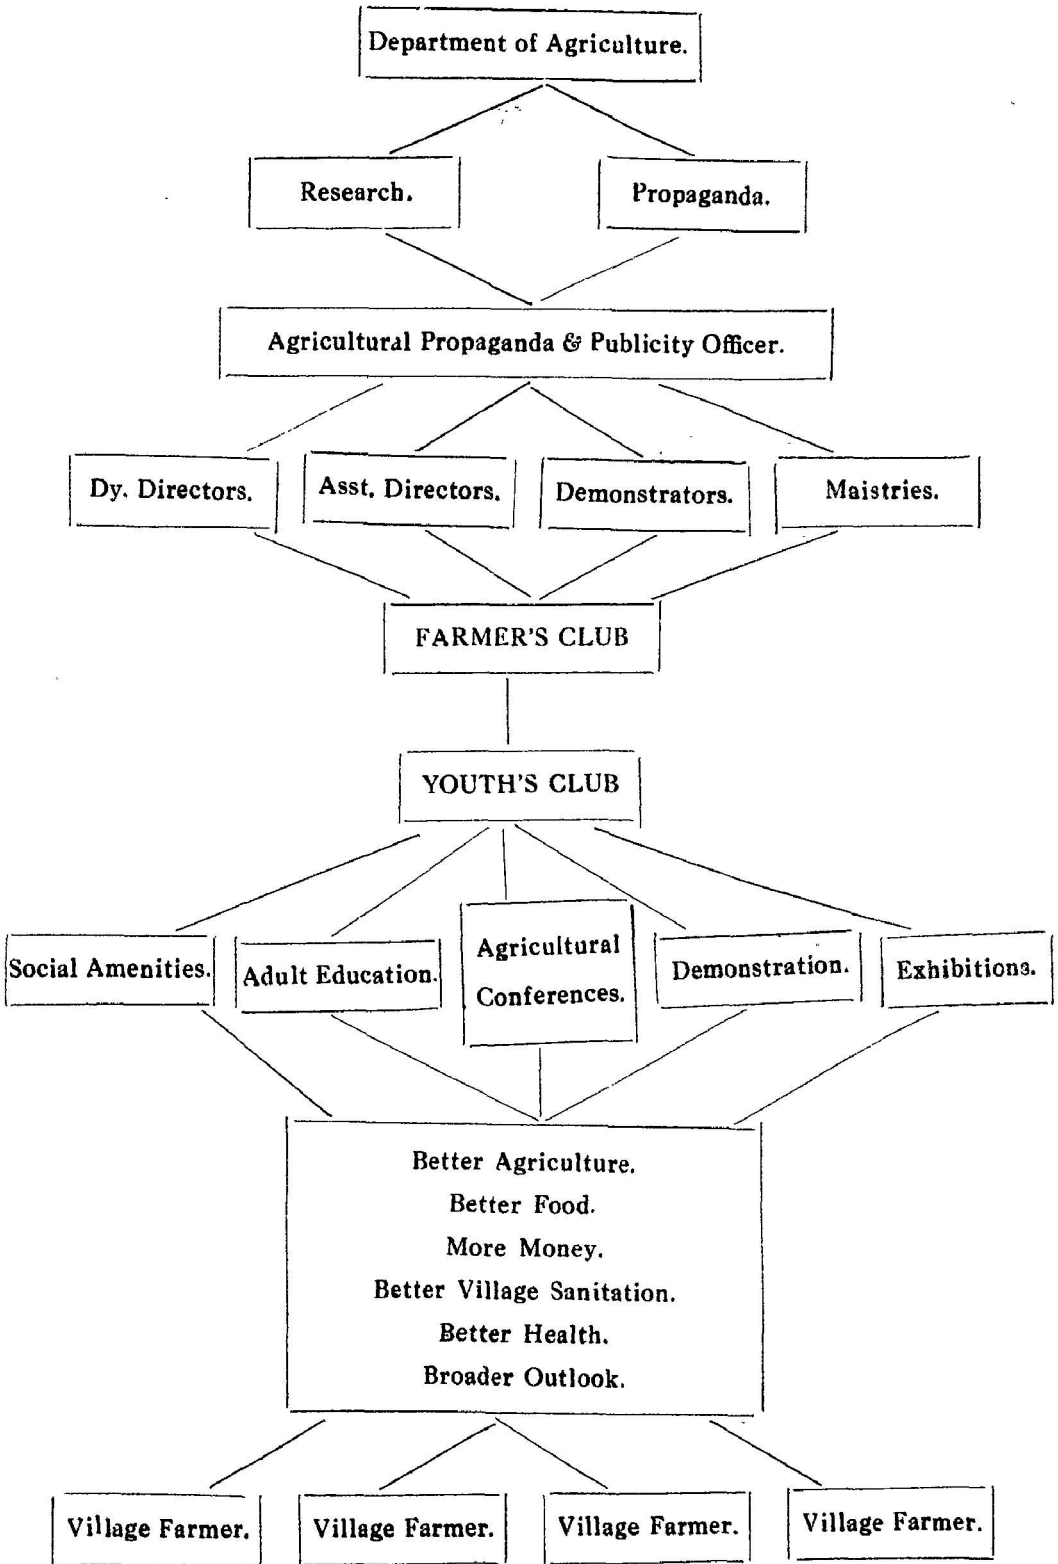 Department of Agriculture.
Research.
Propaganda.
Agricultural Propaganda & Publicity Officer.
Dy. Directors.
Asst. Directors.
Demonstrators.
Maistries.
FARMER'S CLUB
YOUTH'S CLUB
Social Amenities.
Adult Education.
Agricultural
Conferences.
Demonstration.
Exhibitions.
Better Agriculture.
Better Food.
More Money.
Better Village Sanitation.
Better Health.
Broader Outlook.
Village Farmer.
Village Farmer.
Village Farmer.
Village Farmer.